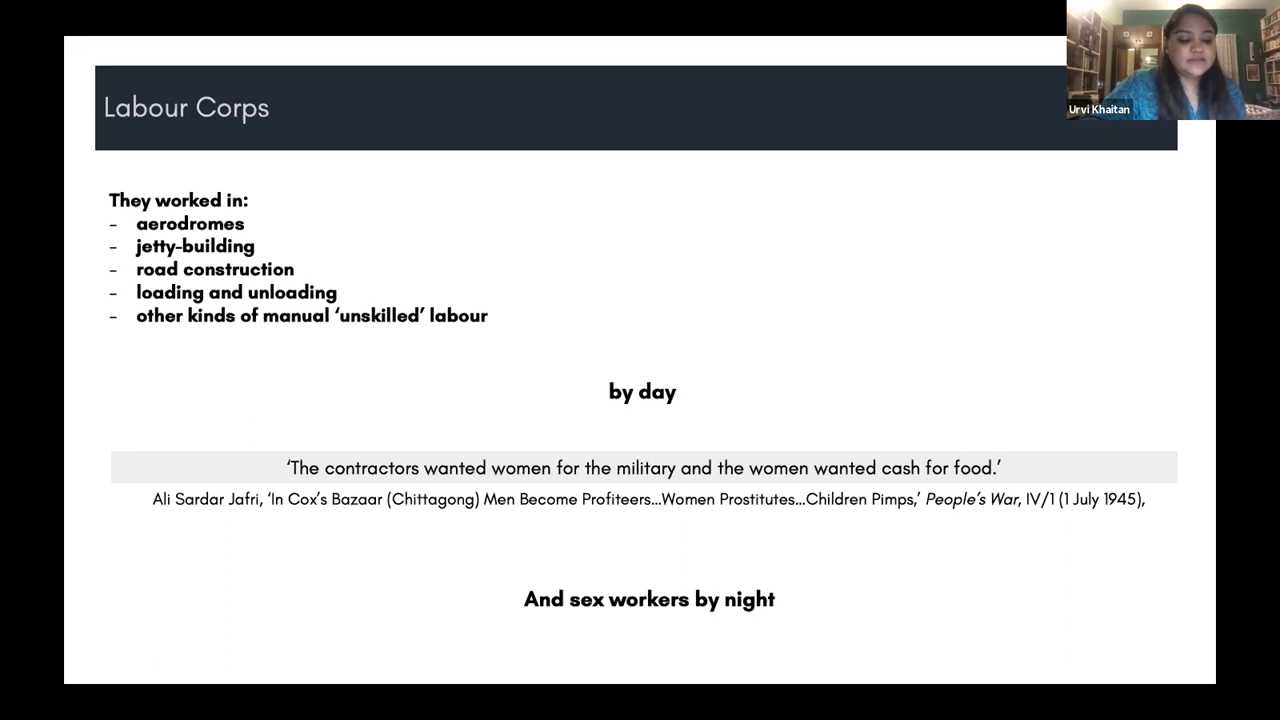 Labour Corps
Urvi Khaitan
They worked in:
- aerodromes
- jetty-building
- road construction
- loading and unloading
- other kinds of manual ‘unskilled’ labour
by day
‘The contractors wanted women for the military and the women wanted cash for food.’
Ali Sardar Jafri, ‘In Cox’s Bazaar (Chittagong) Men Become Profiteers...Women Prostitutes...Children Pimps,’ People’s War, IV/1 (1 July 1945),
And sex workers by night